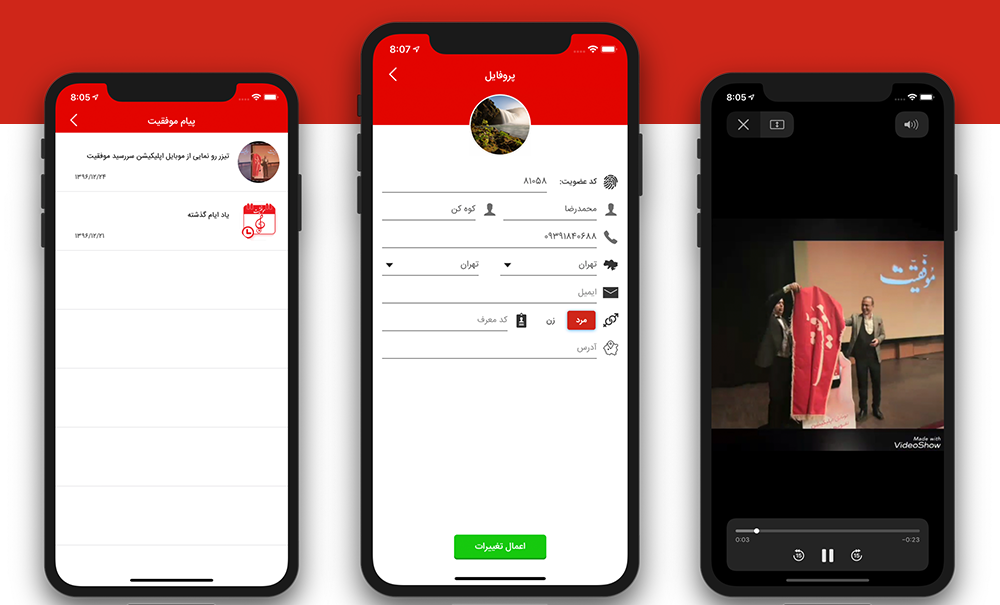 8:05
پیام موفقیت
تیزر رو نمایی از موبایل اپلیکیشن سررسید موفقیت
۱۳۹۶/۱۲/۲۴
یاد ایام گذشته
۱۳۹۶/۱۲/۲۱
8:07
پروفایل
کد عضویت: ۸۱۰۵۸
محمدرضا کوه کن
۰۹۳۹۱۸۴۰۶۸۸
تهران تهران
ایمیل
مرد زن کد معرف
آدرس
اعمال تغییرات
8:05
موفقیت
Made with
VideoShow
0:03 −0:23
15 15